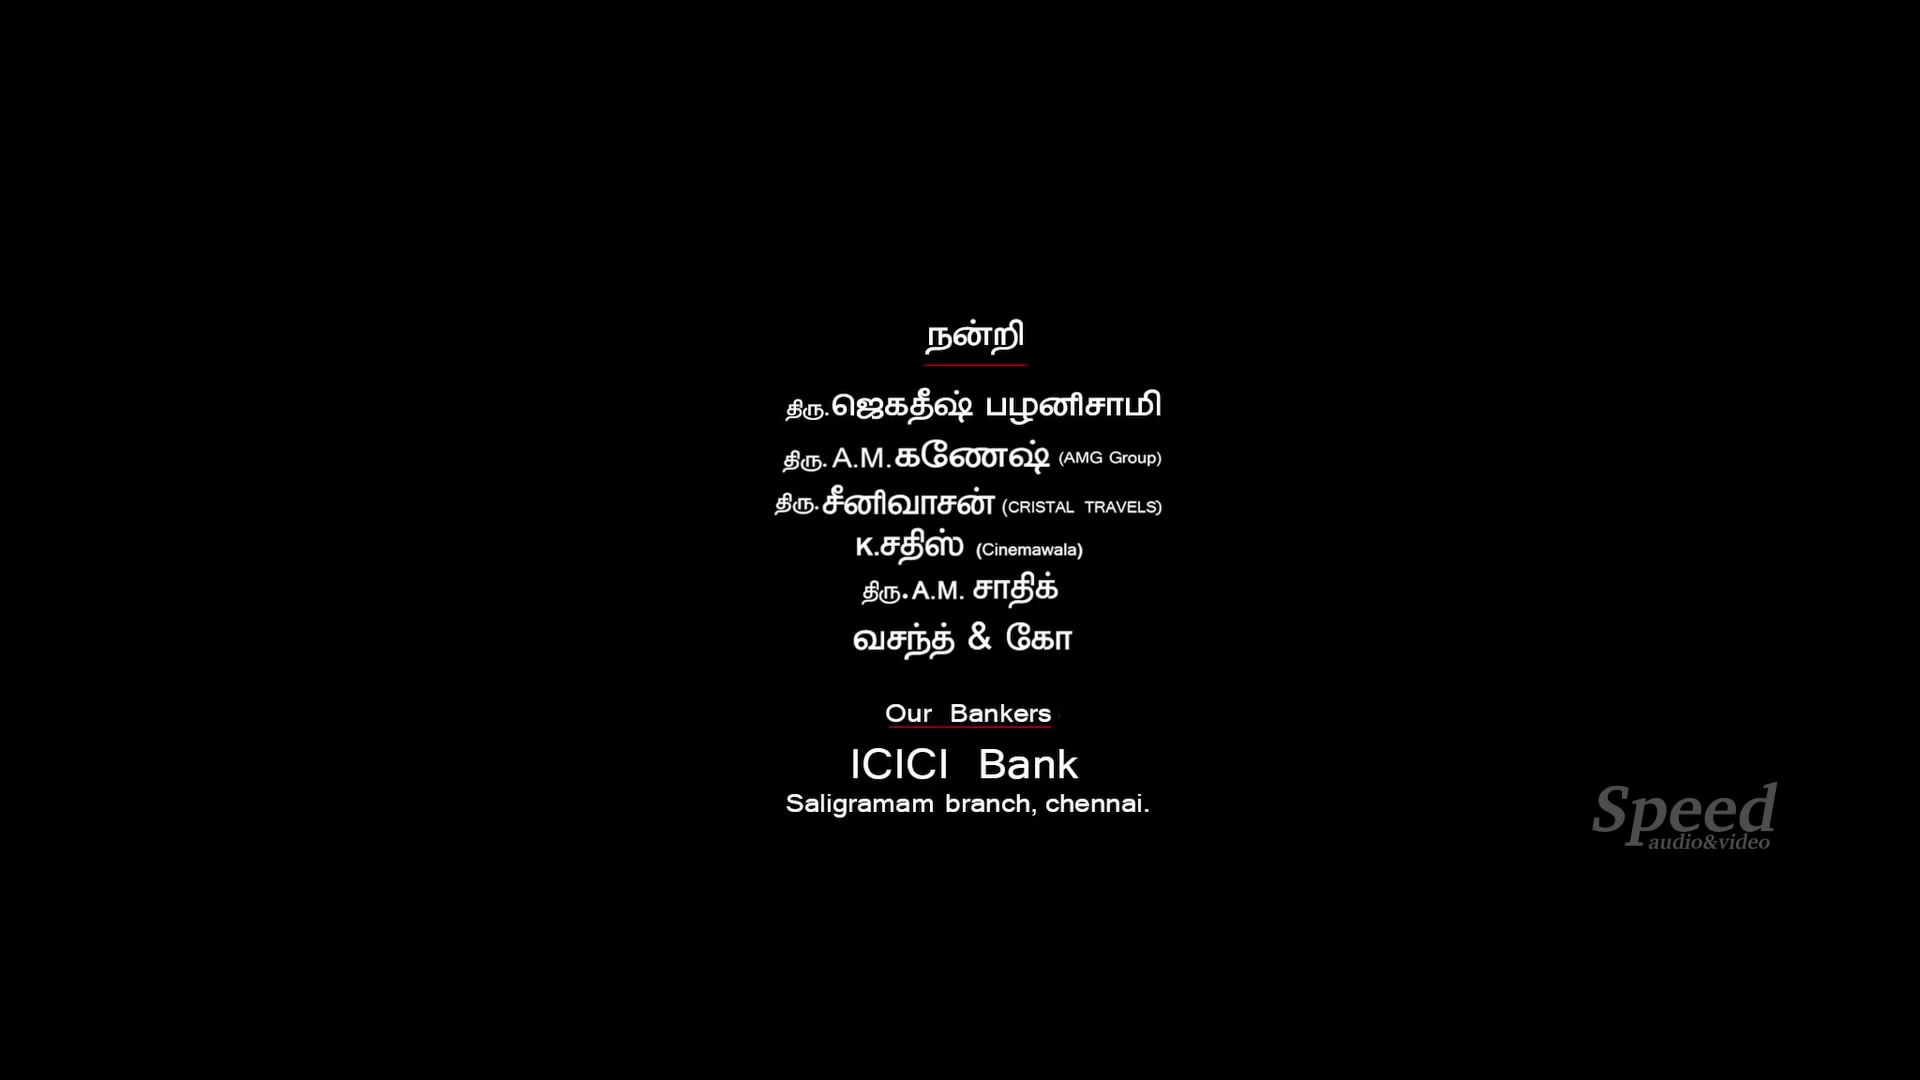 நன்றி
திரு.ஜெகதீஷ் பழனிசாமி
திரு. A.M.கணேஷ் (AMG Group)
திரு.சீனிவாசன் (CRISTAL TRAVELS)
K.சதிஸ் (Cinemawala)
திரு.A.M. சாதிக்
வசந்த் & கோ
Our Bankers
ICICI Bank
Saligramam branch, chennai.
Speed
audio&video